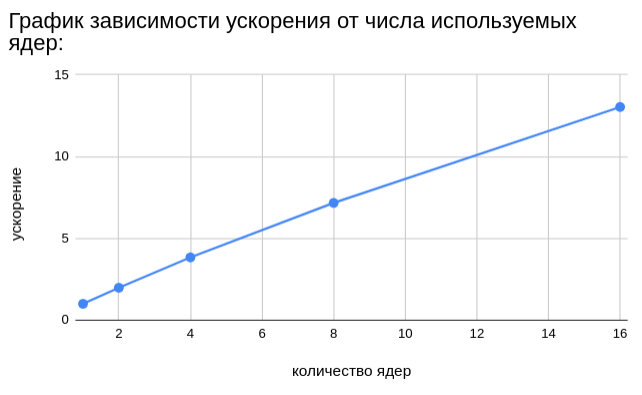 График зависимости ускорения от числа используемых
ядер:
15
10
5
0
ускорение
2 4 6 8 10 12 14 16
количество ядер